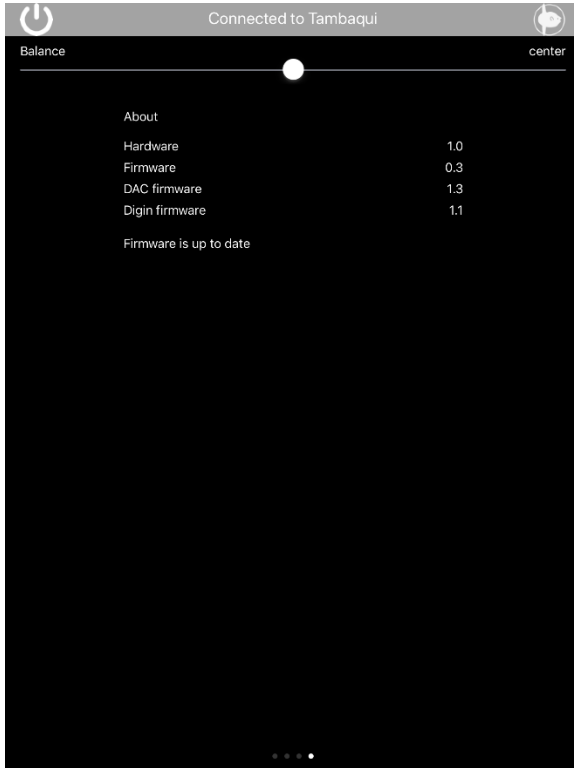 Connected to Tambaqui
Balance center
About
Hardware 1.0
Firmware 0.3
DAC firmware 1.3
Digin firmware 1.1
Firmware is up to date